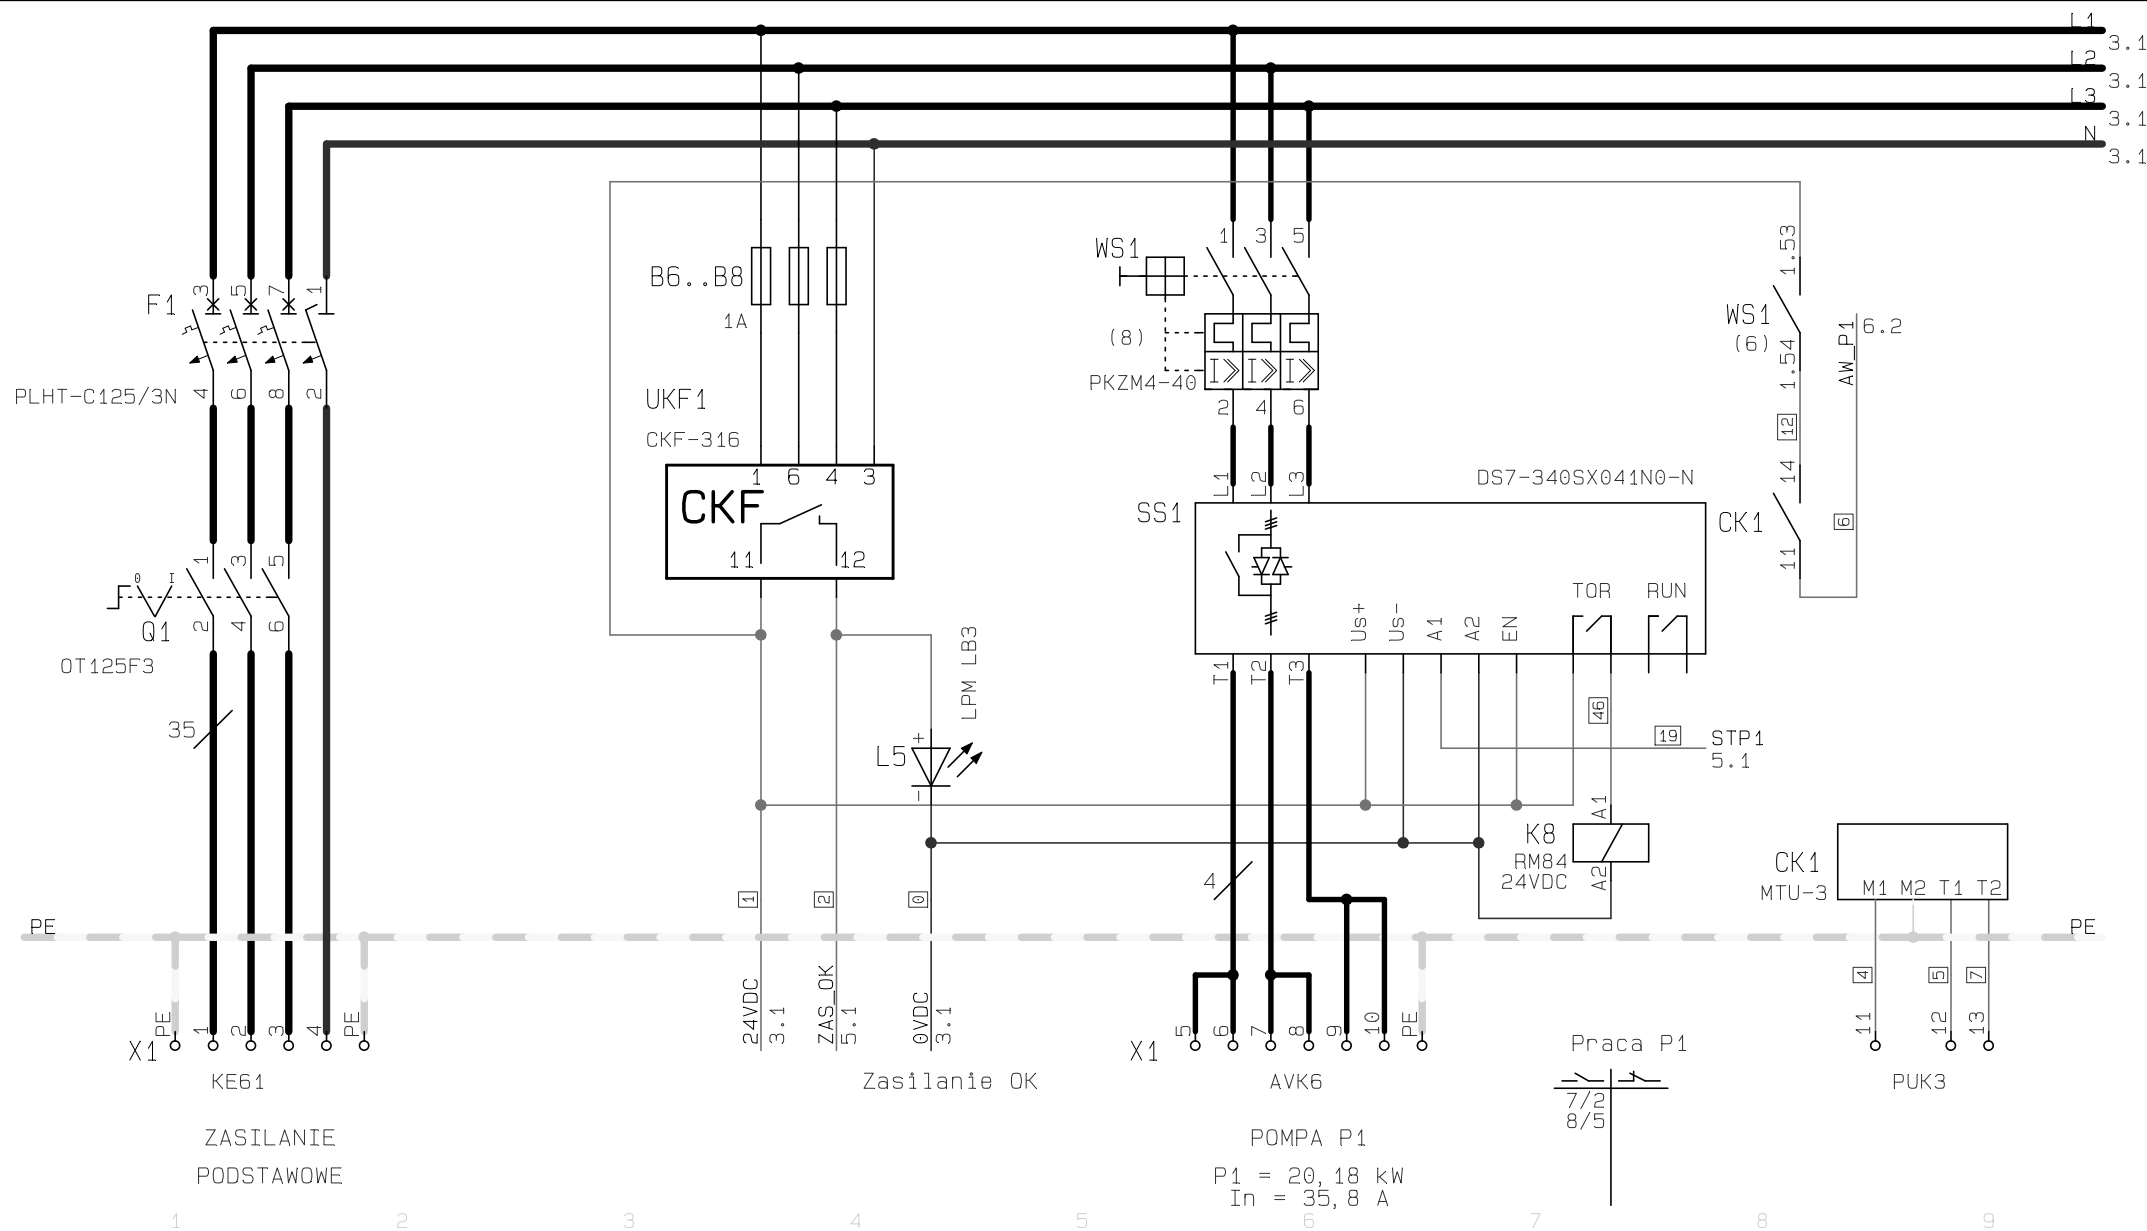 L1
3.1
L2
3.1
L3
3.1
N
3.1
F1
3
5
7
1
PLHT-C125/3N
4
6
8
2
B6..B8
1A
UKF1
CKF-316
1
6
4
3
CKF
11
12
WS1
1
3
5
(8)
PKZM4-40
I
I
I
2
4
6
L1
L2
L3
SS1
DS7-340SX041N0-N
TOR
RUN
Us+
Us-
A1
A2
EN
T1
T2
T3
1.53
WS1
(6)
1.54
12
14
CK1
11
AW_P1
6.2
6
0
I
1
3
5
Q1
2
4
6
OT125F3
35
LPM LB3
L5
+
-
46
19
STP1
5.1
K8
RM84
24VDC
A1
A2
4
CK1
MTU-3
M1
M2
T1
T2
1
2
0
PE
PE
4
5
7
X1
PE
1
2
3
4
PE
KE61
ZASILANIE
PODSTAWOWE
24VDC
3.1
ZAS_OK
5.1
0VDC
3.1
Zasilanie OK
X1
5
6
7
8
9
10
PE
AVK6
POMPA P1
P1 = 20,18 kW
In = 35,8 A
Praca P1
7/2
8/5
11
12
13
PUK3
1
2
3
4
5
6
7
8
9